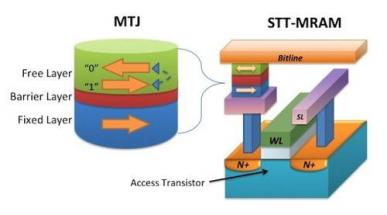 MTJ
STT-MRAM
Bitline
Free Layer
"0"
"1"
Barrier Layer
Fixed Layer
SL
WL
N+
N+
Access Transistor